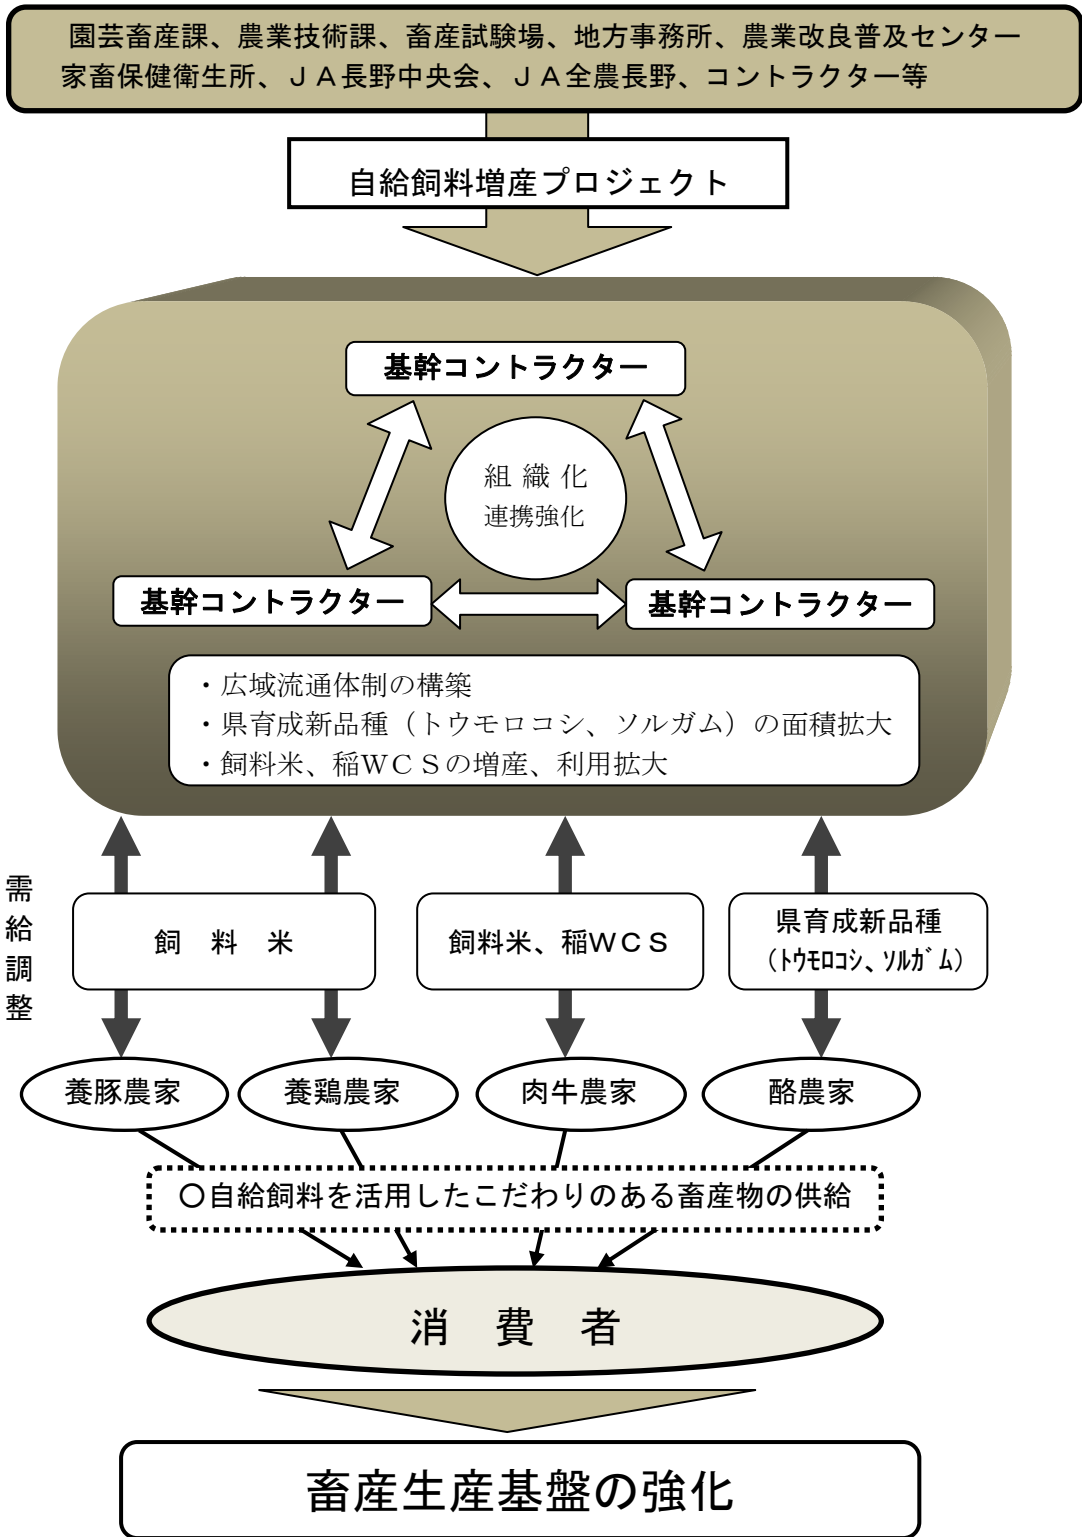 園芸畜産課、農業技術課、畜産試験場、地方事務所、農業改良普及センター
家畜保健衛生所、ＪＡ長野中央会、ＪＡ全農長野、コントラクター等
自給飼料増産プロジェクト
基幹コントラクター
組 織 化
連携強化
基幹コントラクター
基幹コントラクター
・広域流通体制の構築
・県育成新品種（トウモロコシ、ソルガム）の面積拡大
・飼料米、稲ＷＣＳの増産、利用拡大
需給調整
飼　料　米
飼料米、稲ＷＣＳ
県育成新品種
（ﾄｳﾓﾛｺｼ、ｿﾙｶﾞﾑ）
養豚農家
養鶏農家
肉牛農家
酪農家
○自給飼料を活用したこだわりのある畜産物の供給
消　費　者
畜産生産基盤の強化